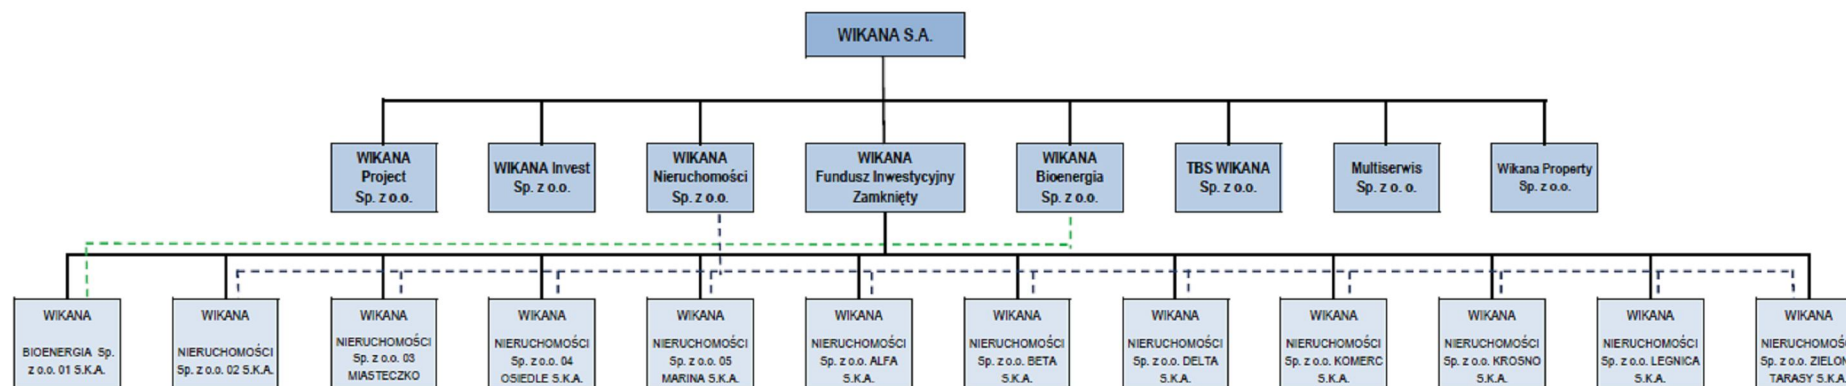 WIKANA S.A.
WIKANA
Project
Sp. z o.o.
WIKANA Invest
Sp. z o.o.
WIKANA
Nieruchomości
Sp. z o.o.
WIKANA
Fundusz Inwestycyjny
Zamknięty
WIKANA
Bioenergia
Sp. z o.o.
TBS WIKANA
Sp. z o.o.
Multiserwis
Sp. z o. o.
Wikana Property
Sp. z o.o.
WIKANA
BIOENERGIA Sp.
z o.o. 01 S.K.A.
WIKANA
NIERUCHOMOŚCI
Sp. z o.o. 02 S.K.A.
WIKANA
NIERUCHOMOŚCI
Sp. z o.o. 03
MIASTECZKO
WIKANA
NIERUCHOMOŚCI
Sp. z o.o. 04
OSIEDLE S.K.A.
WIKANA
NIERUCHOMOŚCI
Sp. z o.o. 05
MARINA S.K.A.
WIKANA
NIERUCHOMOŚCI
Sp. z o.o. ALFA
S.K.A.
WIKANA
NIERUCHOMOŚCI
Sp. z o.o. BETA
S.K.A.
WIKANA
NIERUCHOMOŚCI
Sp. z o.o. DELTA
S.K.A.
WIKANA
NIERUCHOMOŚCI
Sp. z o.o. KOMERC
S.K.A.
WIKANA
NIERUCHOMOŚCI
Sp. z o.o. KROSNO
S.K.A.
WIKANA
NIERUCHOMOŚCI
Sp. z o.o. LEGNICA
S.K.A.
WIKANA
Sp. z o.o.
TARASY S.K.A.